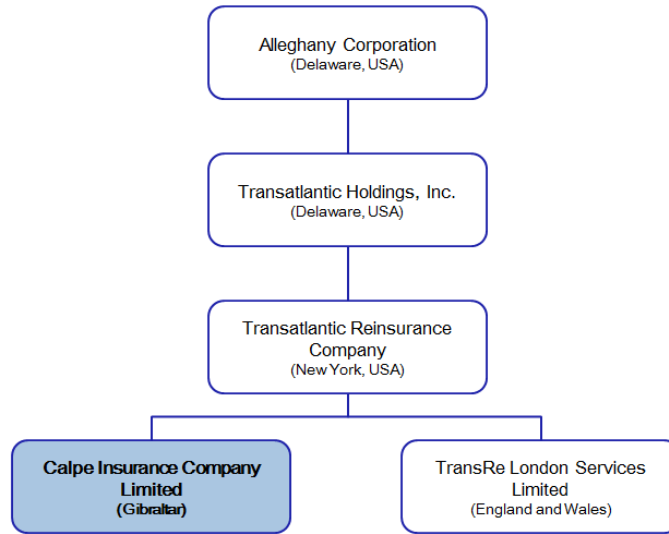 Alleghany Corporation
(Delaware, USA)
Transatlantic Holdings, Inc.
(Delaware, USA)
Transatlantic Reinsurance
Company
(New York, USA)
Calpe Insurance Company
Limited
(Gibraltar)
TransRe London Services
Limited
(England and Wales)